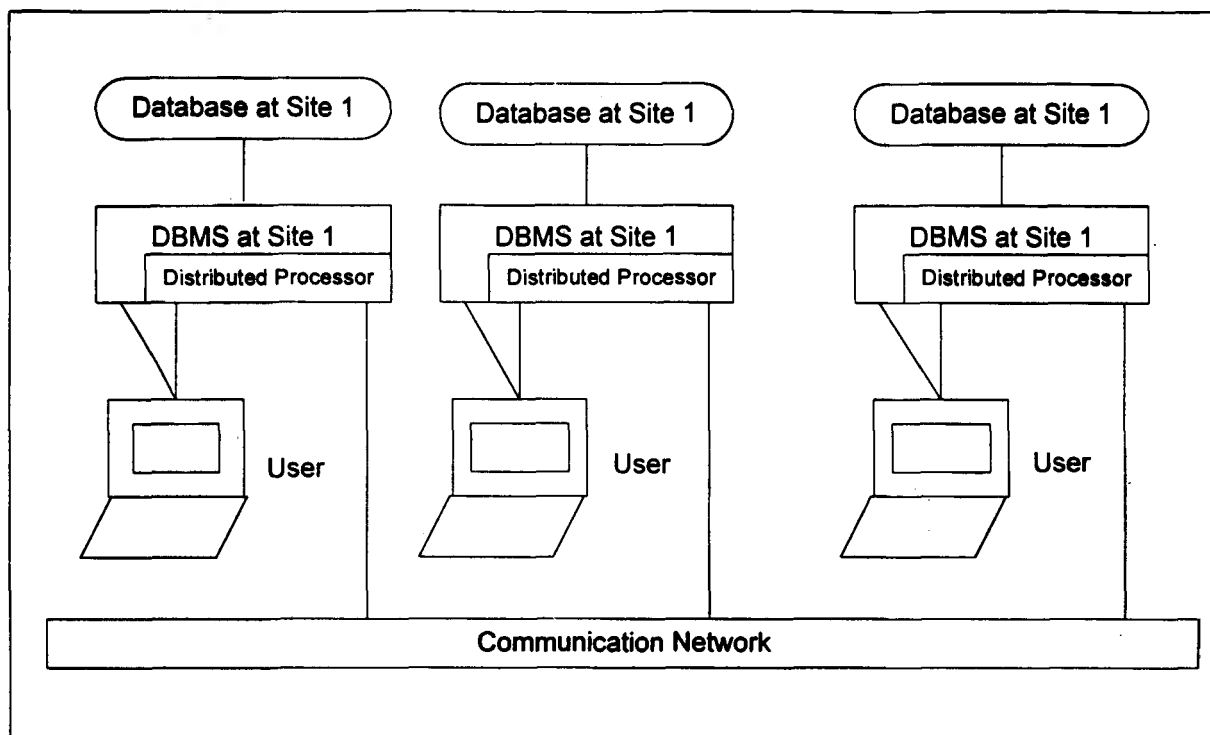 Database at Site 1
Database at Site 1
Database at Site 1
DBMS at Site 1
Distributed Processor
DBMS at Site 1
Distributed Processor
DBMS at Site 1
Distributed Processor
User
User
User
Communication Network